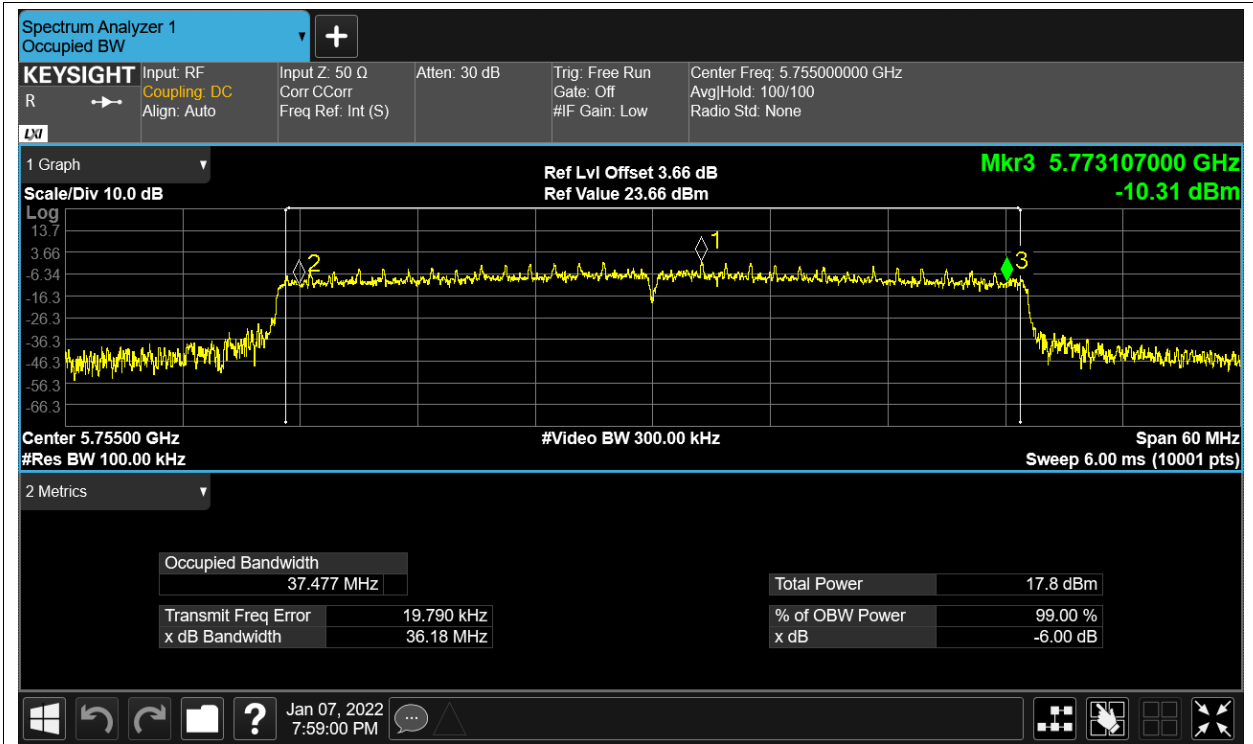 Spectrum Analyzer 1
Occupied BW
KEYSIGHT
R
LXI
Input: RF
Coupling: DC
Align: Auto
Input Z: 50 Ω
Corr CCorr
Freq Ref: Int (S)
Atten: 30 dB
Trig: Free Run
Gate: Off
#IF Gain: Low
Center Freq: 5.755000000 GHz
Avg|Hold: 100/100
Radio Std: None
1 Graph
Scale/Div 10.0 dB
Ref Lvl Offset 3.66 dB
Ref Value 23.66 dBm
Mkr3 5.773107000 GHz
-10.31 dBm
Log
13.7
3.66
-6.34
-16.3
-26.3
-36.3
-46.3
-56.3
-66.3
2
1
3
Center 5.75500 GHz
#Video BW 300.00 kHz
Span 60 MHz
#Res BW 100.00 kHz
Sweep 6.00 ms (10001 pts)
2 Metrics
Occupied Bandwidth
37.477 MHz
Transmit Freq Error 19.790 kHz
x dB Bandwidth 36.18 MHz
Total Power 17.8 dBm
% of OBW Power 99.00 %
x dB -6.00 dB
?
Jan 07, 2022
7:59:00 PM